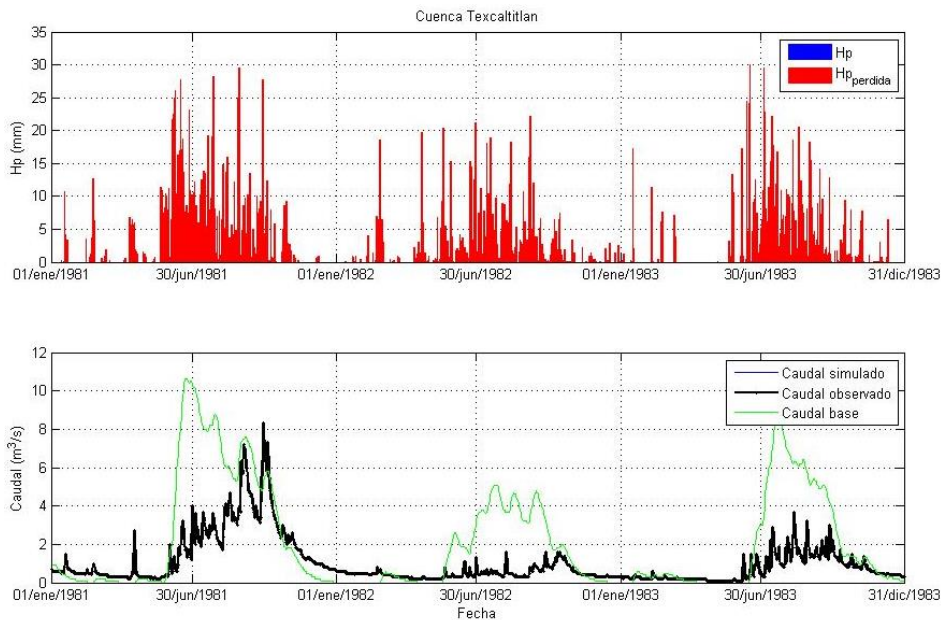 Cuenca Texcaltitlan
35
30
25
20
15
10
5
0
Hp (mm)
Hp
Hp perdida
01/ene/1981 30/jun/1981 01/ene/1982 30/jun/1982 01/ene/1983 30/jun/1983 31/dic/1983
12
10
8
6
4
2
0
Caudal (m³/s)
Caudal simulado
Caudal observado
Caudal base
01/ene/1981 30/jun/1981 01/ene/1982 30/jun/1982 01/ene/1983 30/jun/1983 31/dic/1983
Fecha